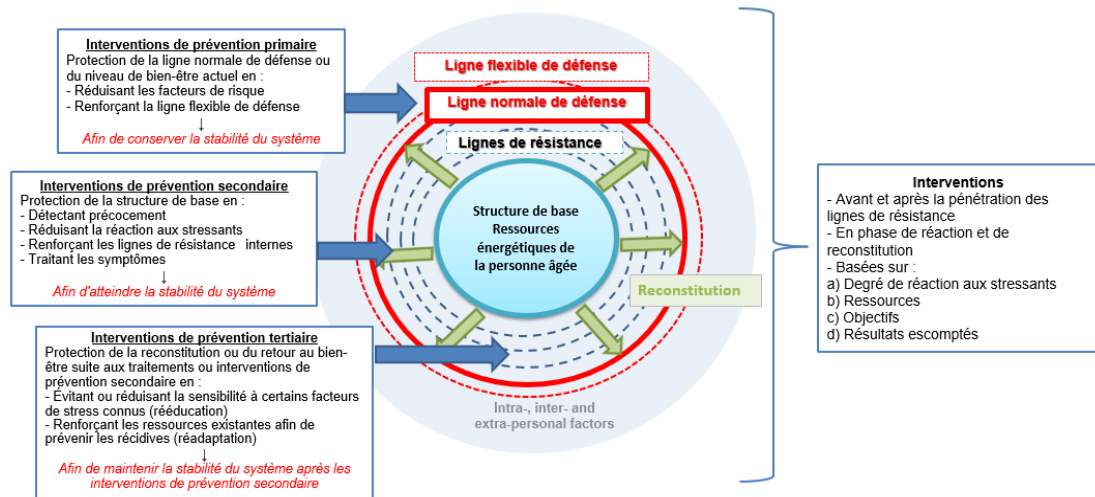 Interventions de prévention primaire
Protection de la ligne normale de défense ou
du niveau de bien-être actuel en :
- Réduisant les facteurs de risque
- Renforçant la ligne flexible de défense
↓
Afin de conserver la stabilité du système
Interventions de prévention secondaire
Protection de la structure de base en :
- Détectant précocement
- Réduisant la réaction aux stressants
- Renforçant les lignes de résistance internes
- Traitant les symptômes
↓
Afin d'atteindre la stabilité du système
Interventions de prévention tertiaire
Protection de la reconstitution ou du retour au bien-
être suite aux traitements ou interventions de
prévention secondaire en :
- Évitant ou réduisant la sensibilité à certains facteurs
de stress connus (rééducation)
- Renforçant les ressources existantes afin de
prévenir les récidives (réadaptation)
↓
Afin de maintenir la stabilité du système après les
interventions de prévention secondaire
Ligne flexible de défense
Ligne normale de défense
Lignes de résistance
Structure de base
Ressources
énergétiques de
la personne âgée
Reconstitution
Intra-, inter- and
extra-personal factors
Interventions
- Avant et après la pénétration des
lignes de résistance
- En phase de réaction et de
reconstitution
- Basées sur :
a) Degré de réaction aux stressants
b) Ressources
c) Objectifs
d) Résultats escomptés